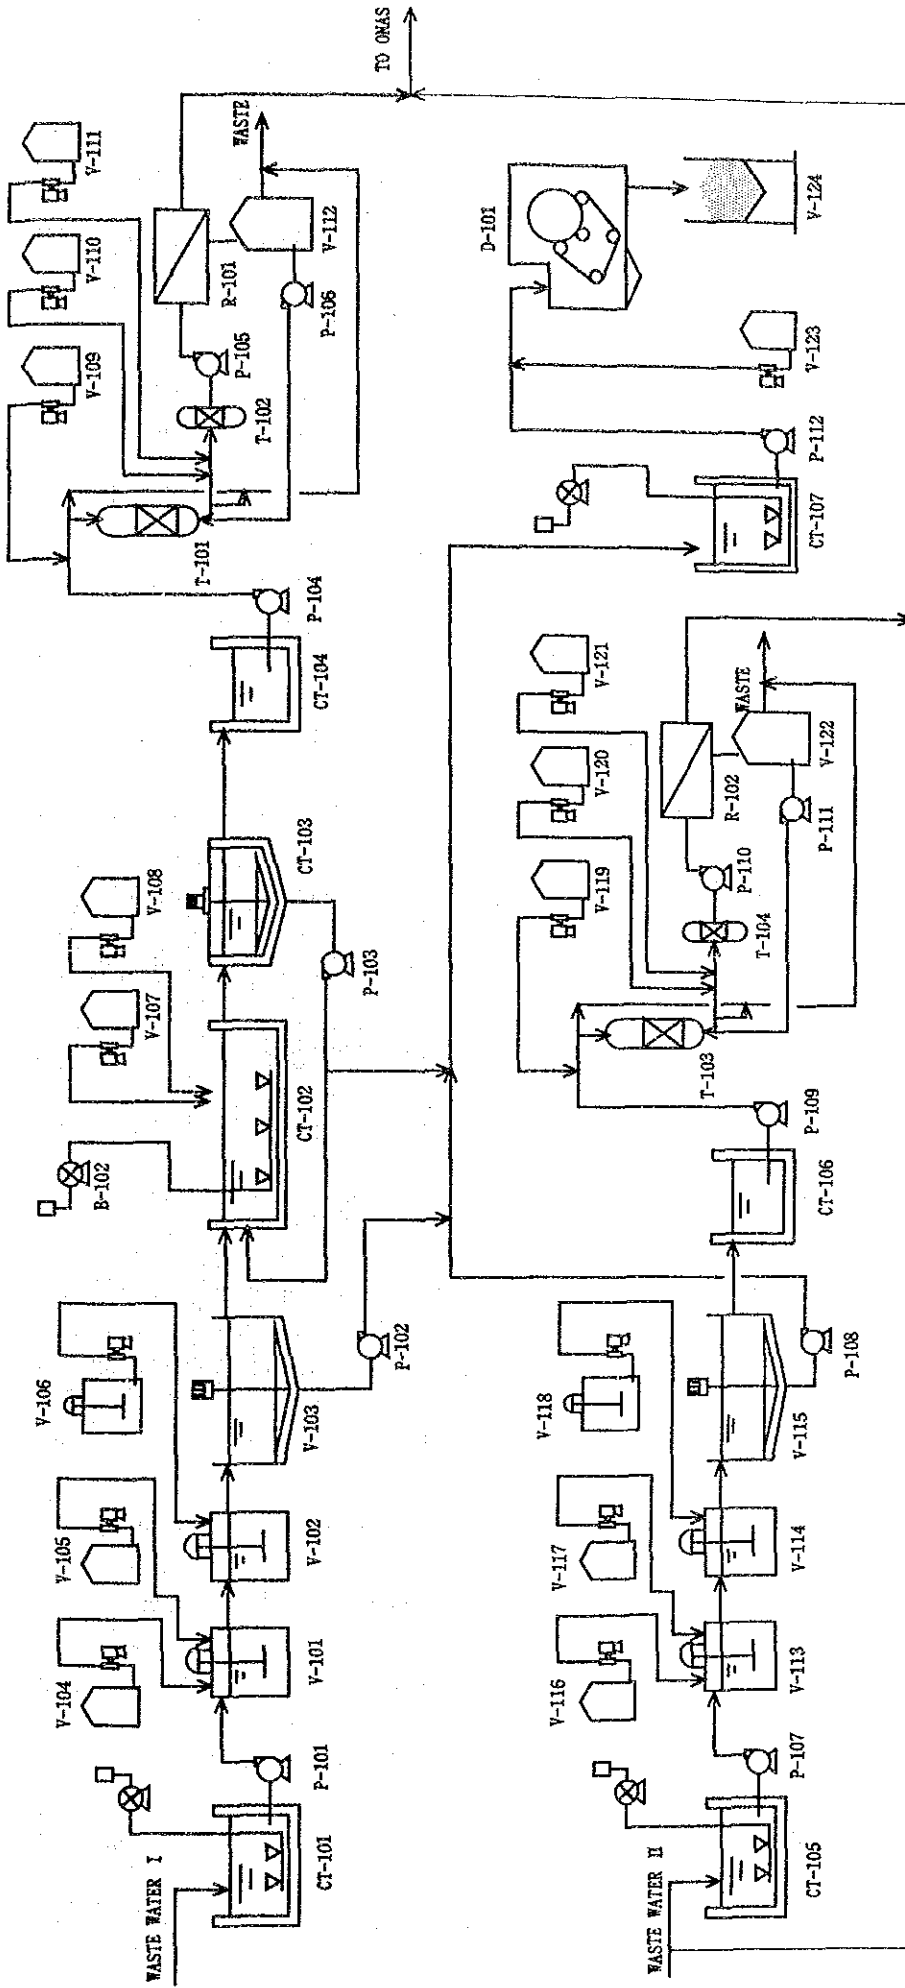 WASTE WATER I
CT-101
P-101
V-104
V-101
V-105
V-102
V-106
V-103
P-102
B-102
CT-102
V-107
V-108
P-103
CT-103
CT-104
P-104
T-101
V-109
T-102
P-105
V-110
R-101
P-106
V-111
V-112
WASTE
TO ONAS
WASTE WATER II
CT-105
P-107
V-116
V-113
V-117
V-114
V-118
V-115
P-108
CT-106
P-109
T-103
V-119
T-104
P-110
V-120
R-102
P-111
V-121
V-122
WASTE
CT-107
P-112
V-123
D-101
V-124